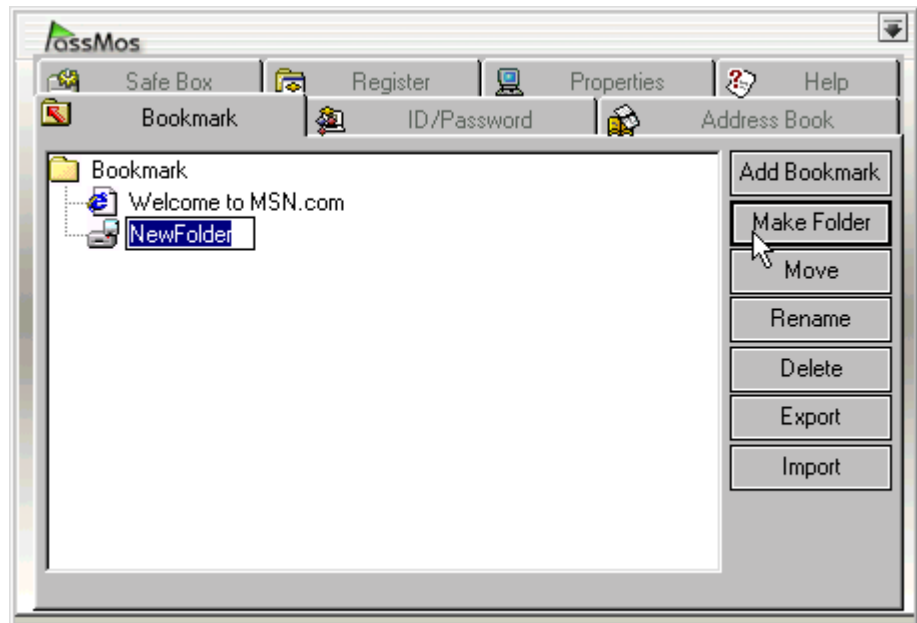 PassMos
Safe Box Register Properties Help
Bookmark ID/Password Address Book
Bookmark
Welcome to MSN.com
NewFolder
Add Bookmark
Make Folder
Move
Rename
Delete
Export
Import